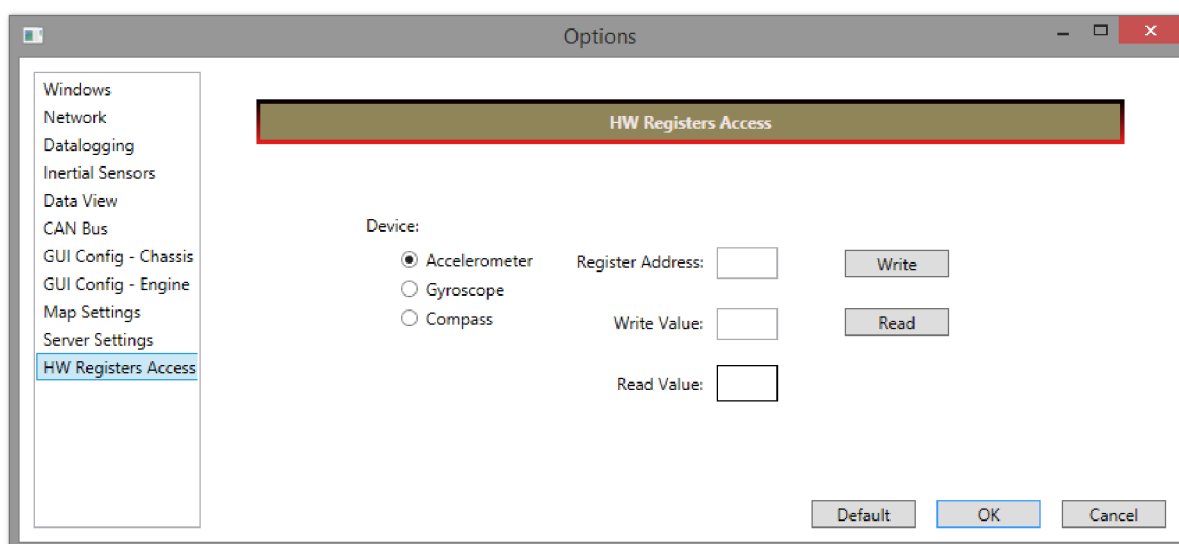 Options
Windows
Network
Datalogging
Inertial Sensors
Data View
CAN Bus
GUI Config - Chassis
GUI Config - Engine
Map Settings
Server Settings
HW Registers Access
HW Registers Access
Device:
Accelerometer
Gyroscope
Compass
Register Address:
Write Value:
Read Value:
Write
Read
Default
OK
Cancel